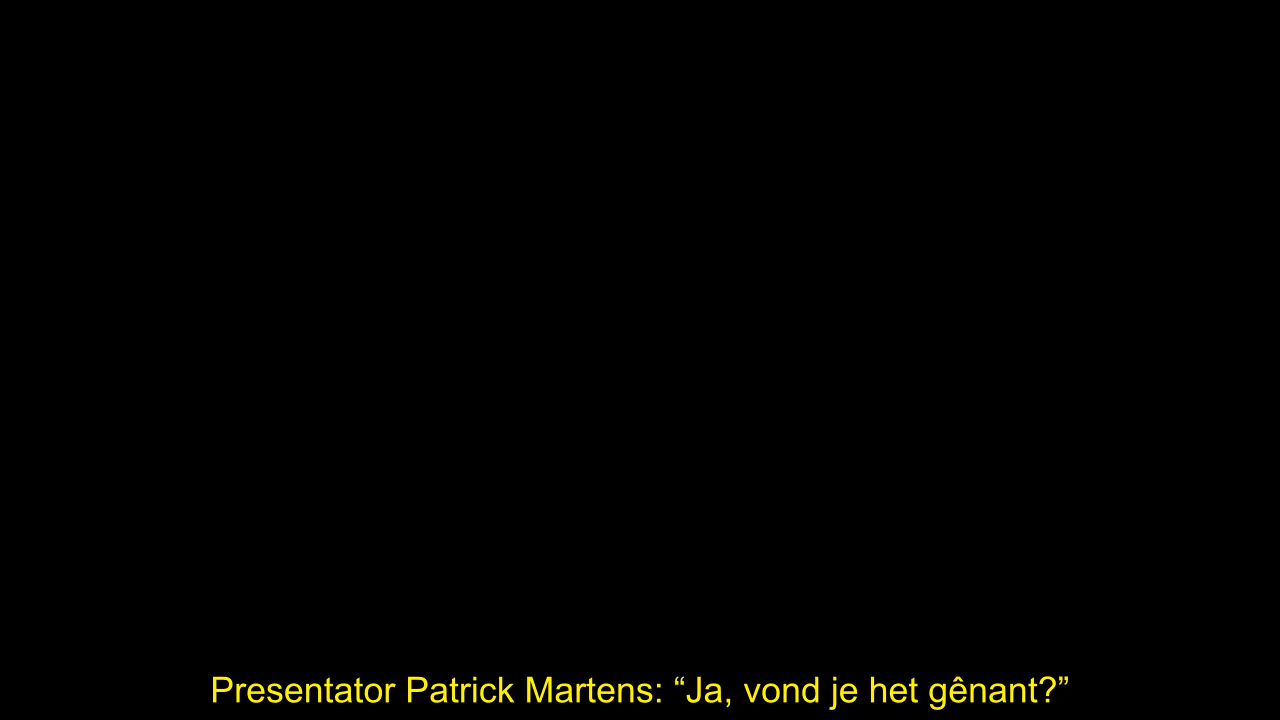 Presentator Patrick Martens: “Ja, vond je het gênant?”